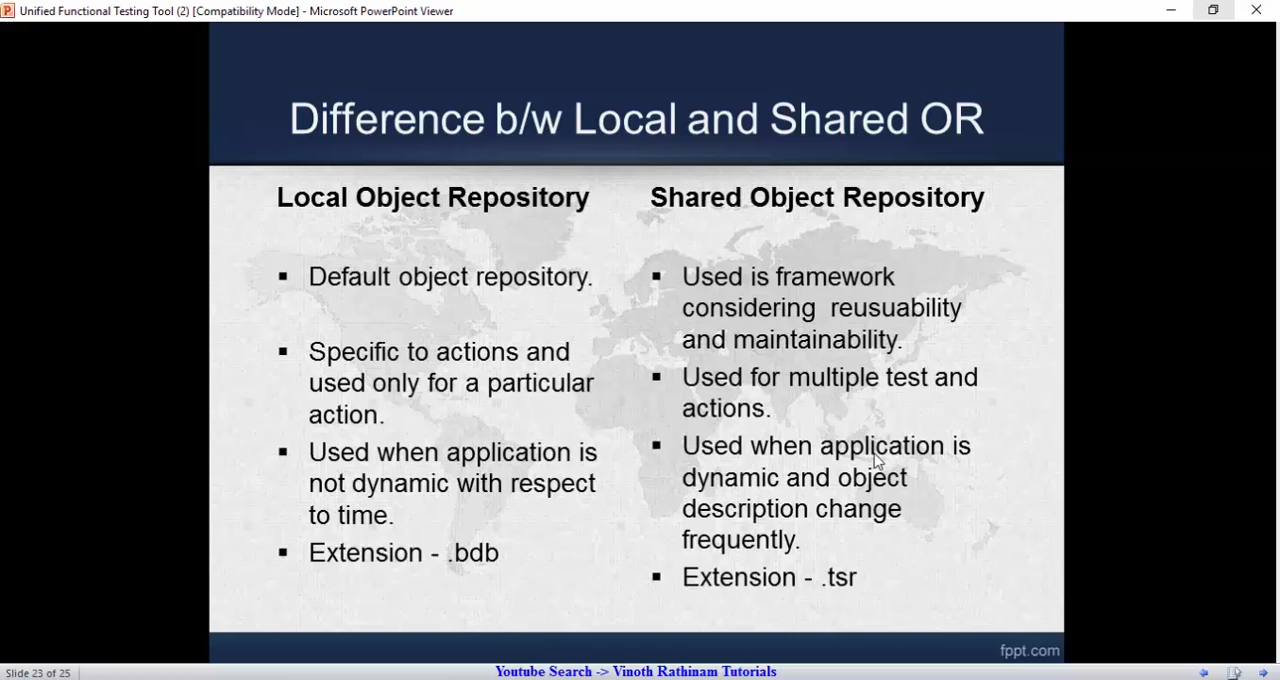 Unified Functional Testing Tool (2) [Compatibility Mode] - Microsoft PowerPoint Viewer
Difference b/w Local and Shared OR
Local Object Repository
▪ Default object repository.
▪ Specific to actions and
used only for a particular
action.
▪ Used when application is
not dynamic with respect
to time.
▪ Extension - .bdb
Shared Object Repository
▪ Used is framework
considering reusuability
and maintainability.
▪ Used for multiple test and
actions.
▪ Used when application is
dynamic and object
description change
frequently.
▪ Extension - .tsr
fppt.com
Slide 23 of 25
Youtube Search -> Vinoth Rathinam Tutorials